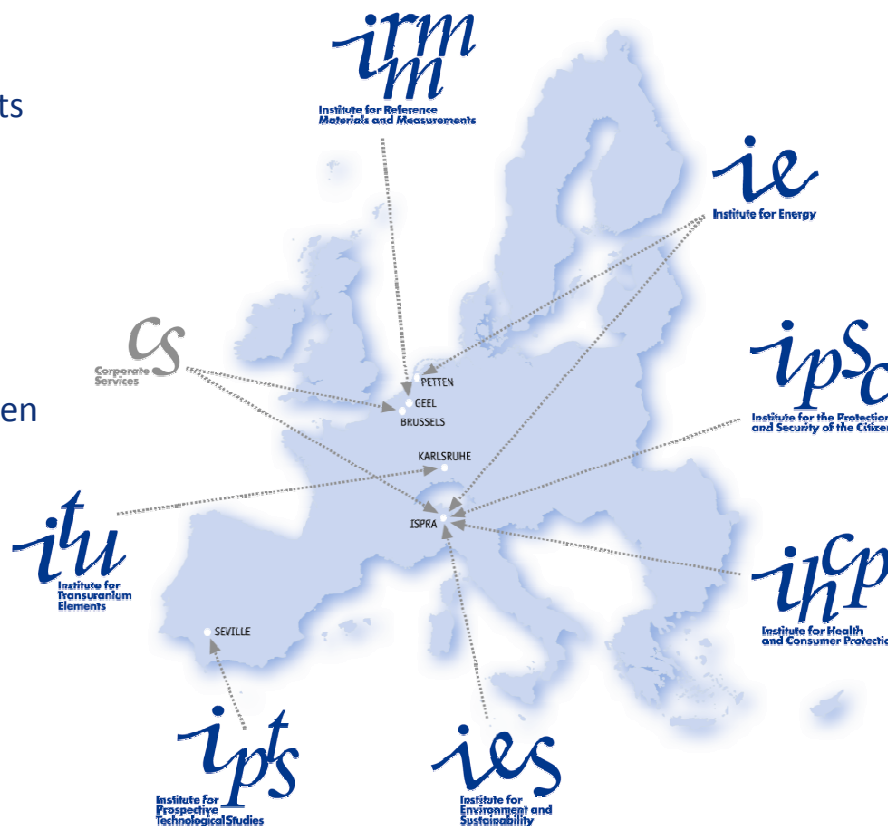 irmm
Institute for Reference
Materials and Measurements
ts
ie
Institute for Energy
cs
Corporate
Services
ipsc
Institute for the Protection
and Security of the Citizen
PETTEN
GEEL
BRUSSELS
en
KARLSRUHE
ISPRA
itu
Institute for
Transuranium
Elements
ihcp
Institute for Health
and Consumer Protection
SEVILLE
ipts
Institute for
Prospective
Technological Studies
ies
Institute for
Environment and
Sustainability